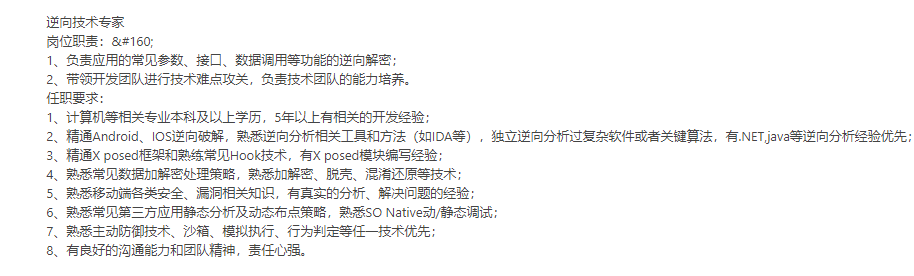 逆向技术专家
岗位职责：&#160;
1、负责应用的常见参数、接口、数据调用等功能的逆向解密；
2、带领开发团队进行技术难点攻关，负责技术团队的能力培养。
任职要求：
1、计算机等相关专业本科及以上学历，5年以上有相关的开发经验；
2、精通Android、IOS逆向破解，熟悉逆向分析相关工具和方法（如IDA等），独立逆向分析过复杂软件或者关键算法，有.NET,java等逆向分析经验优先；
3、精通X posed框架和熟练常见Hook技术，有X posed模块编写经验；
4、熟悉常见数据加解密处理策略，熟悉加解密、脱壳、混淆还原等技术；
5、熟悉移动端各类安全、漏洞相关知识，有真实的分析、解决问题的经验；
6、熟悉常见第三方应用静态分析及动态布点策略，熟悉SO Native动/静态调试；
7、熟悉主动防御技术、沙箱、模拟执行、行为判定等任一技术优先；
8、有良好的沟通能力和团队精神，责任心强。